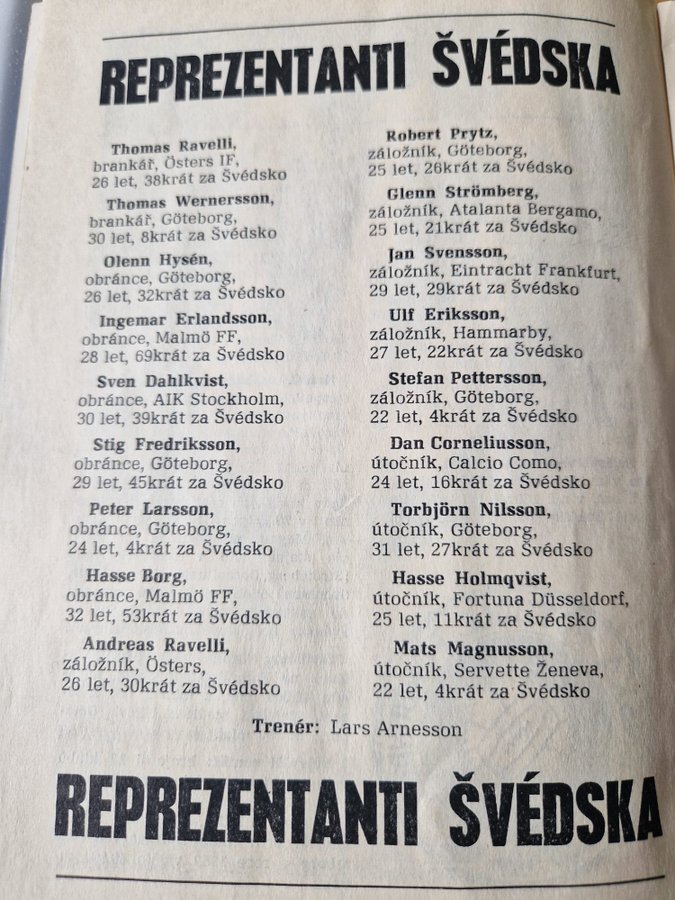 REPREZENTANTI ŠVÉDSKA
Thomas Ravelli,
brankář, Östers IF,
26 let, 38krát za Švédsko
Thomas Wernersson,
brankář, Göteborg,
30 let, 8krát za Švédsko
Olenn Hysén,
obránce, Göteborg,
26 let, 32krát za Švédsko
Ingemar Erlandsson,
obránce, Malmö FF,
28 let, 69krát za Švédsko
Sven Dahlkvist,
obránce, AIK Stockholm,
30 let, 39krát za Švédsko
Stig Fredriksson,
obránce, Göteborg,
29 let, 45krát za Švédsko
Peter Larsson,
obránce, Göteborg,
24 let, 4krát za Švédsko
Hasse Borg,
obránce, Malmö FF,
32 let, 53krát za Švédsko
Andreas Ravelli,
záložník, Östers,
26 let, 30krát za Švédsko
Robert Prytz,
záložník, Göteborg,
25 let, 26krát za Švédsko
Glenn Strömberg,
záložník, Atalanta Bergamo,
25 let, 21krát za Švédsko
Jan Svensson,
záložník, Eintracht Frankfurt,
29 let, 29krát za Švédsko
Ulf Eriksson,
záložník, Hammarby,
27 let, 22krát za Švédsko
Stefan Pettersson,
záložník, Göteborg,
22 let, 4krát za Švédsko
Dan Corneliusson,
útočník, Calcio Como,
24 let, 16krát za Švédsko
Torbjörn Nilsson,
útočník, Göteborg,
31 let, 27krát za Švédsko
Hasse Holmqvist,
útočník, Fortuna Düsseldorf,
25 let, 11krát za Švédsko
Mats Magnusson,
útočník, Servette Ženeva,
22 let, 4krát za Švédsko
Trenér: Lars Arnesson
REPREZENTANTI ŠVÉDSKA